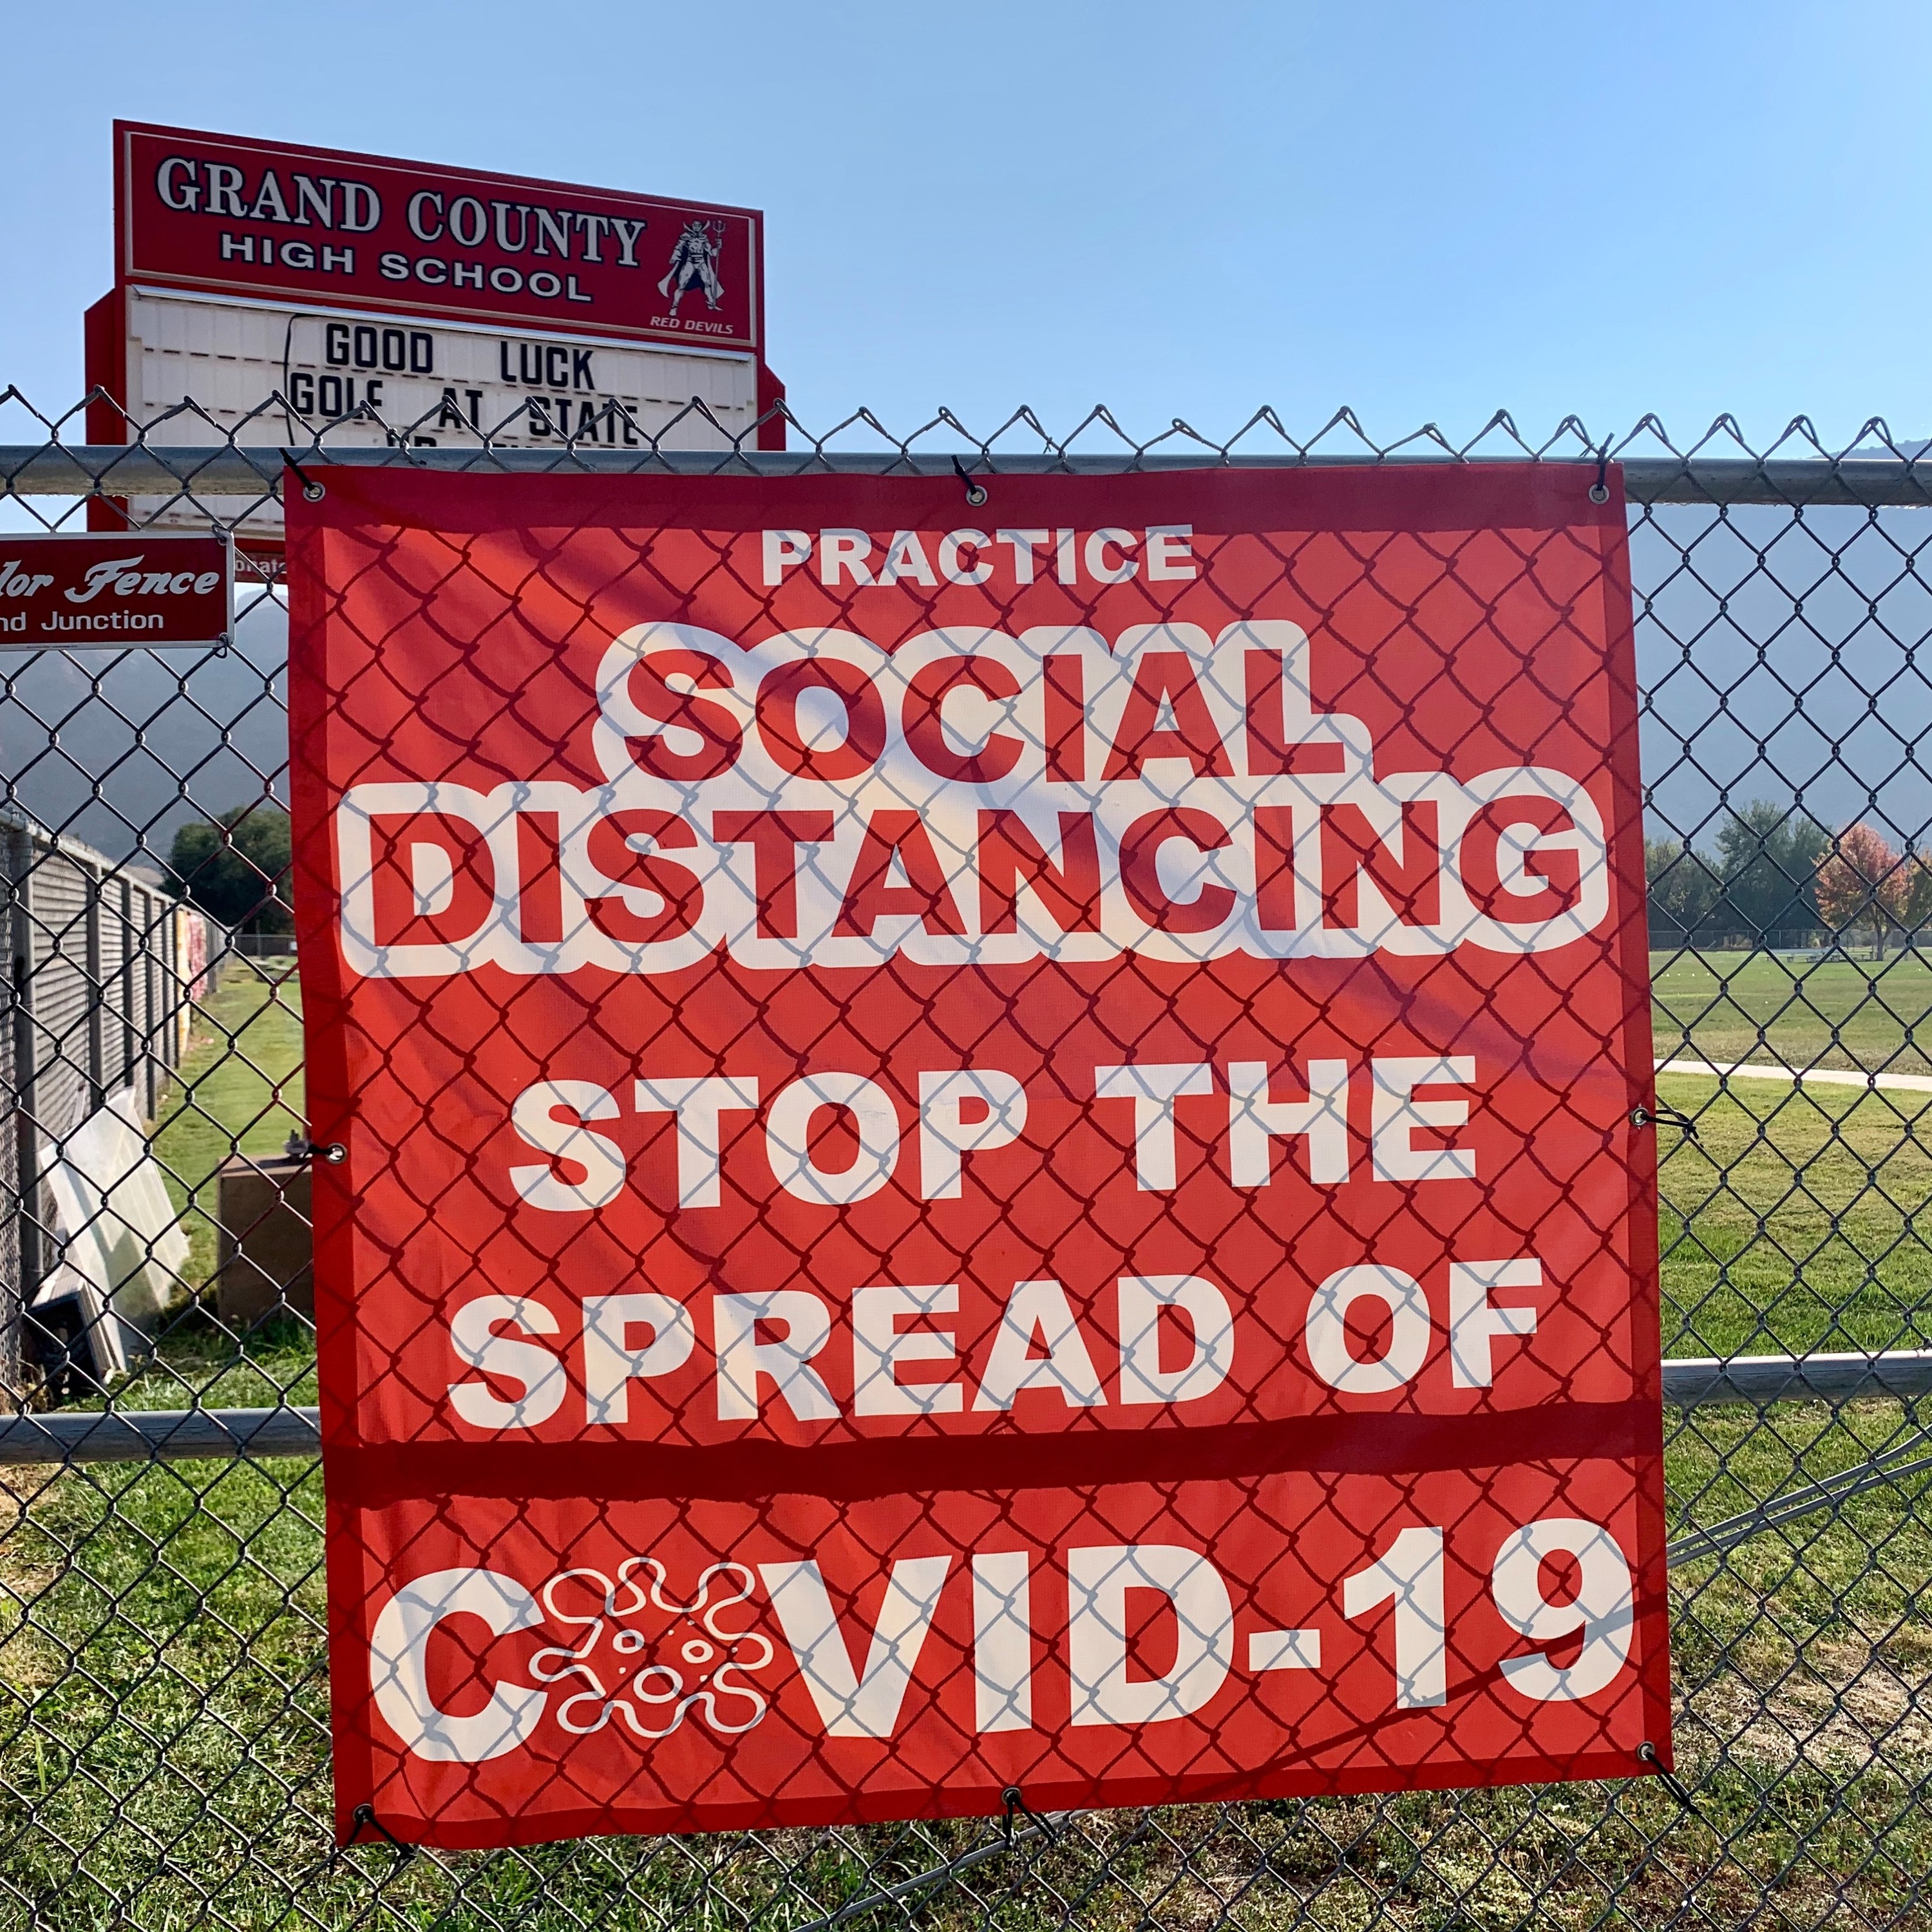 GRAND COUNTY
HIGH SCHOOL
RED DEVILS
GOOD LUCK
GOLF AT STATE
Fence
Junction
PRACTICE
SOCIAL
DISTANCING
STOP THE
SPREAD OF
COVID-19